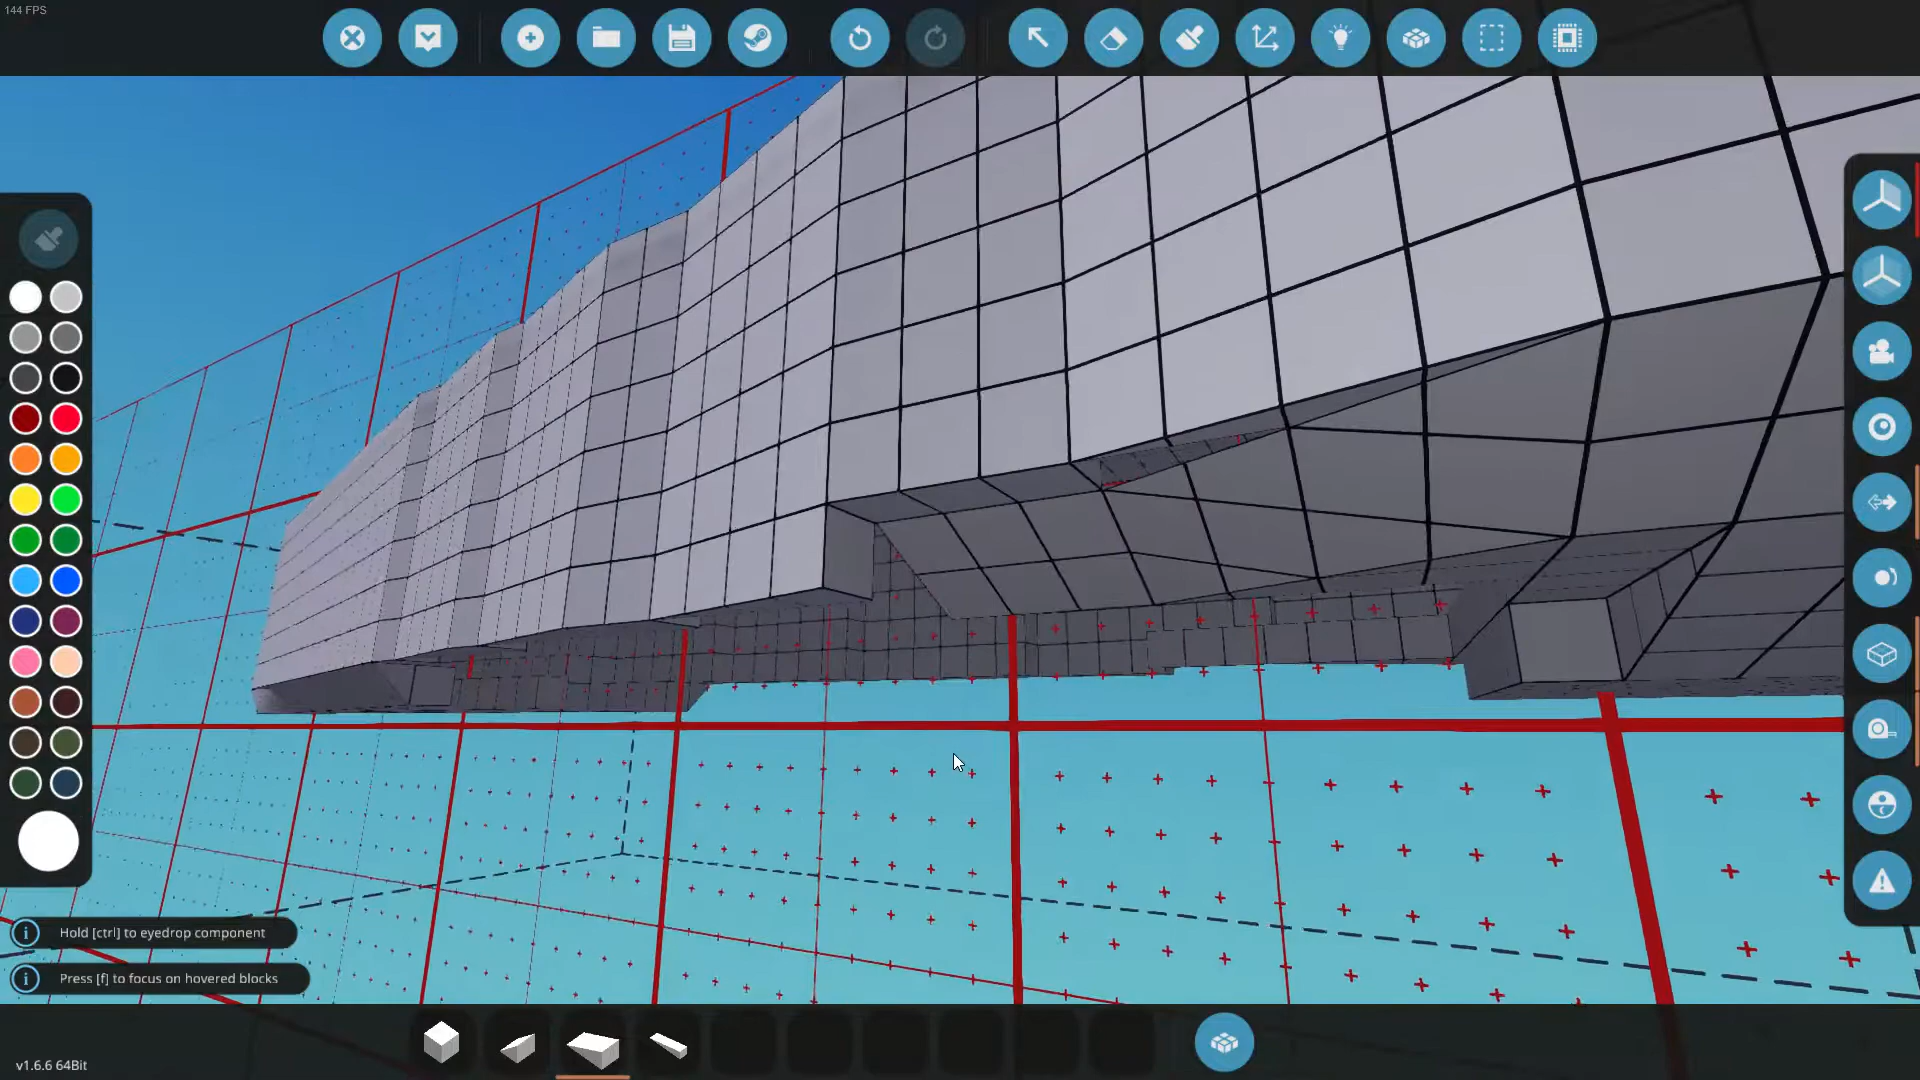 144 FPS
Hold [ctrl] to eyedrop component
Press [f] to focus on hovered blocks
v1.6.6 64Bit